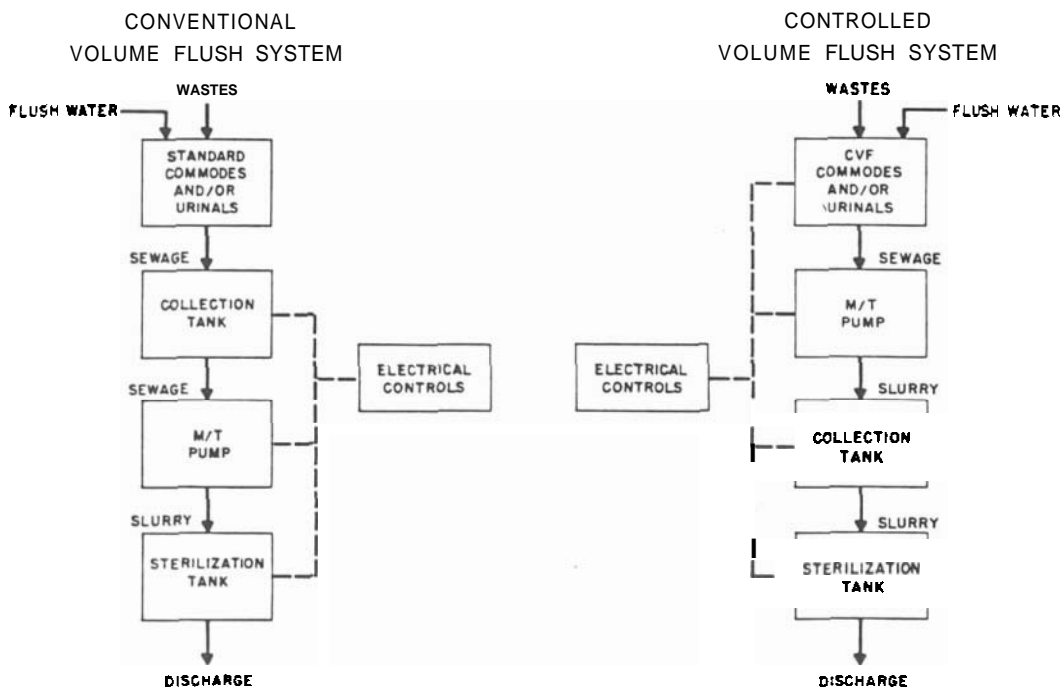 CONVENTIONAL
VOLUME FLUSH SYSTEM
WASTES
FLUSH WATER
STANDARD
COMMODES
AND/OR
URINALS
SEWAGE
COLLECTION
TANK
SEWAGE
M/T
PUMP
SLURRY
STERILIZATION
TANK
DISCHARGE
ELECTRICAL
CONTROLS
CONTROLLED
VOLUME FLUSH SYSTEM
WASTES
FLUSH WATER
CVF
COMMODES
AND/OR
URINALS
SEWAGE
M/T
PUMP
ELECTRICAL
CONTROLS
SLURRY
COLLECTION
TANK
SLURRY
STERILIZATION
TANK
DISCHARGE